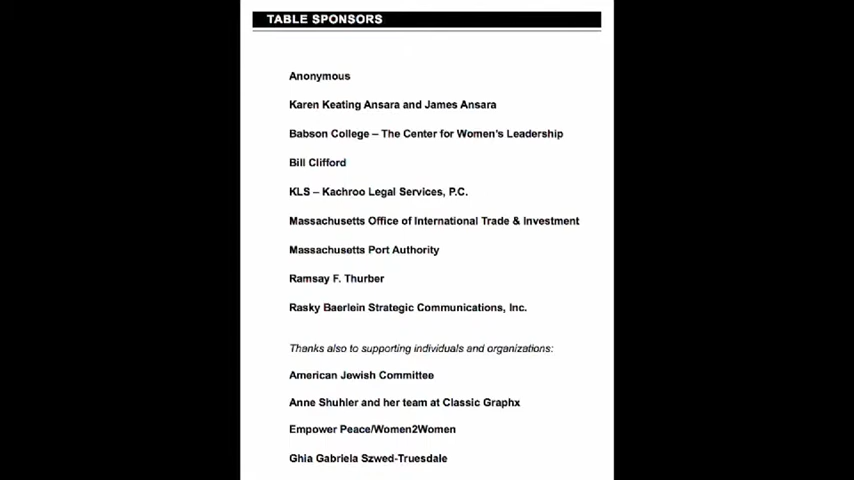 TABLE SPONSORS
Anonymous
Karen Keating Ansara and James Ansara
Babson College – The Center for Women's Leadership
Bill Clifford
KLS – Kachroo Legal Services, P.C.
Massachusetts Office of International Trade & Investment
Massachusetts Port Authority
Ramsay F. Thurber
Rasky Baerlein Strategic Communications, Inc.
Thanks also to supporting individuals and organizations:
American Jewish Committee
Anne Shuhler and her team at Classic Graphx
Empower Peace/Women2Women
Ghia Gabriela Szwed-Truesdale